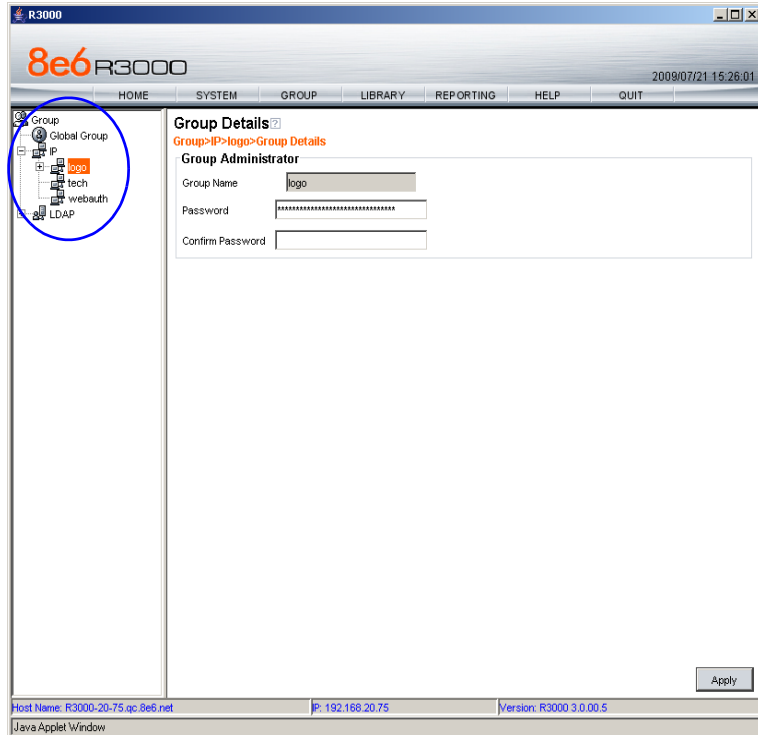 R3000
8e6 R3000
2009/07/21 15:26:01
HOME SYSTEM GROUP LIBRARY REPORTING HELP QUIT
Group
Global Group
IP
logo
tech
webauth
LDAP
Group Details ?
Group>IP>logo>Group Details
Group Administrator
Group Name logo
Password *******************************
Confirm Password
Apply
Host Name: R3000-20-75.qc.8e6.net IP: 192.168.20.75 Version: R3000 3.0.00.5
Java Applet Window